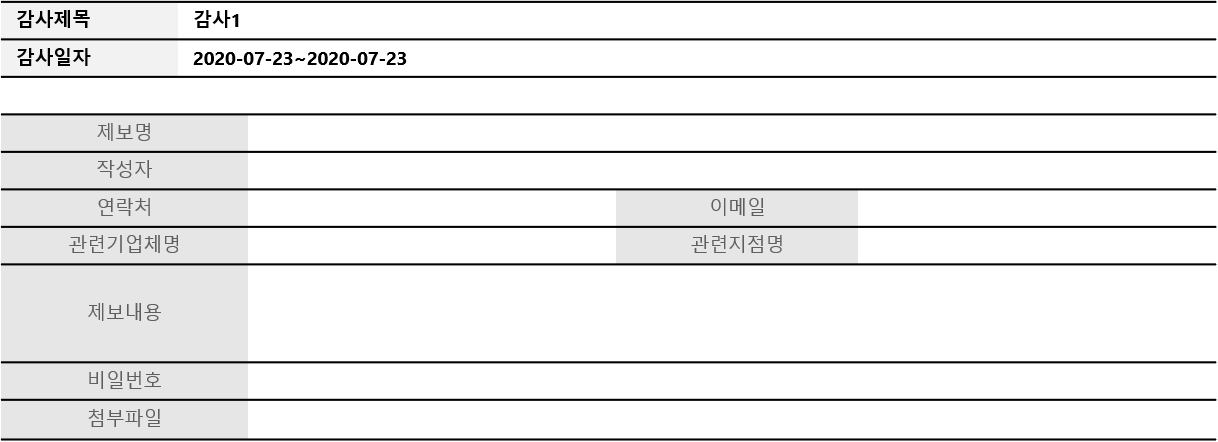 감사제목 감사1
감사일자 2020-07-23~2020-07-23
제보명
작성자
연락처 이메일
관련기업체명 관련지점명
제보내용
비일번호
첨부파일